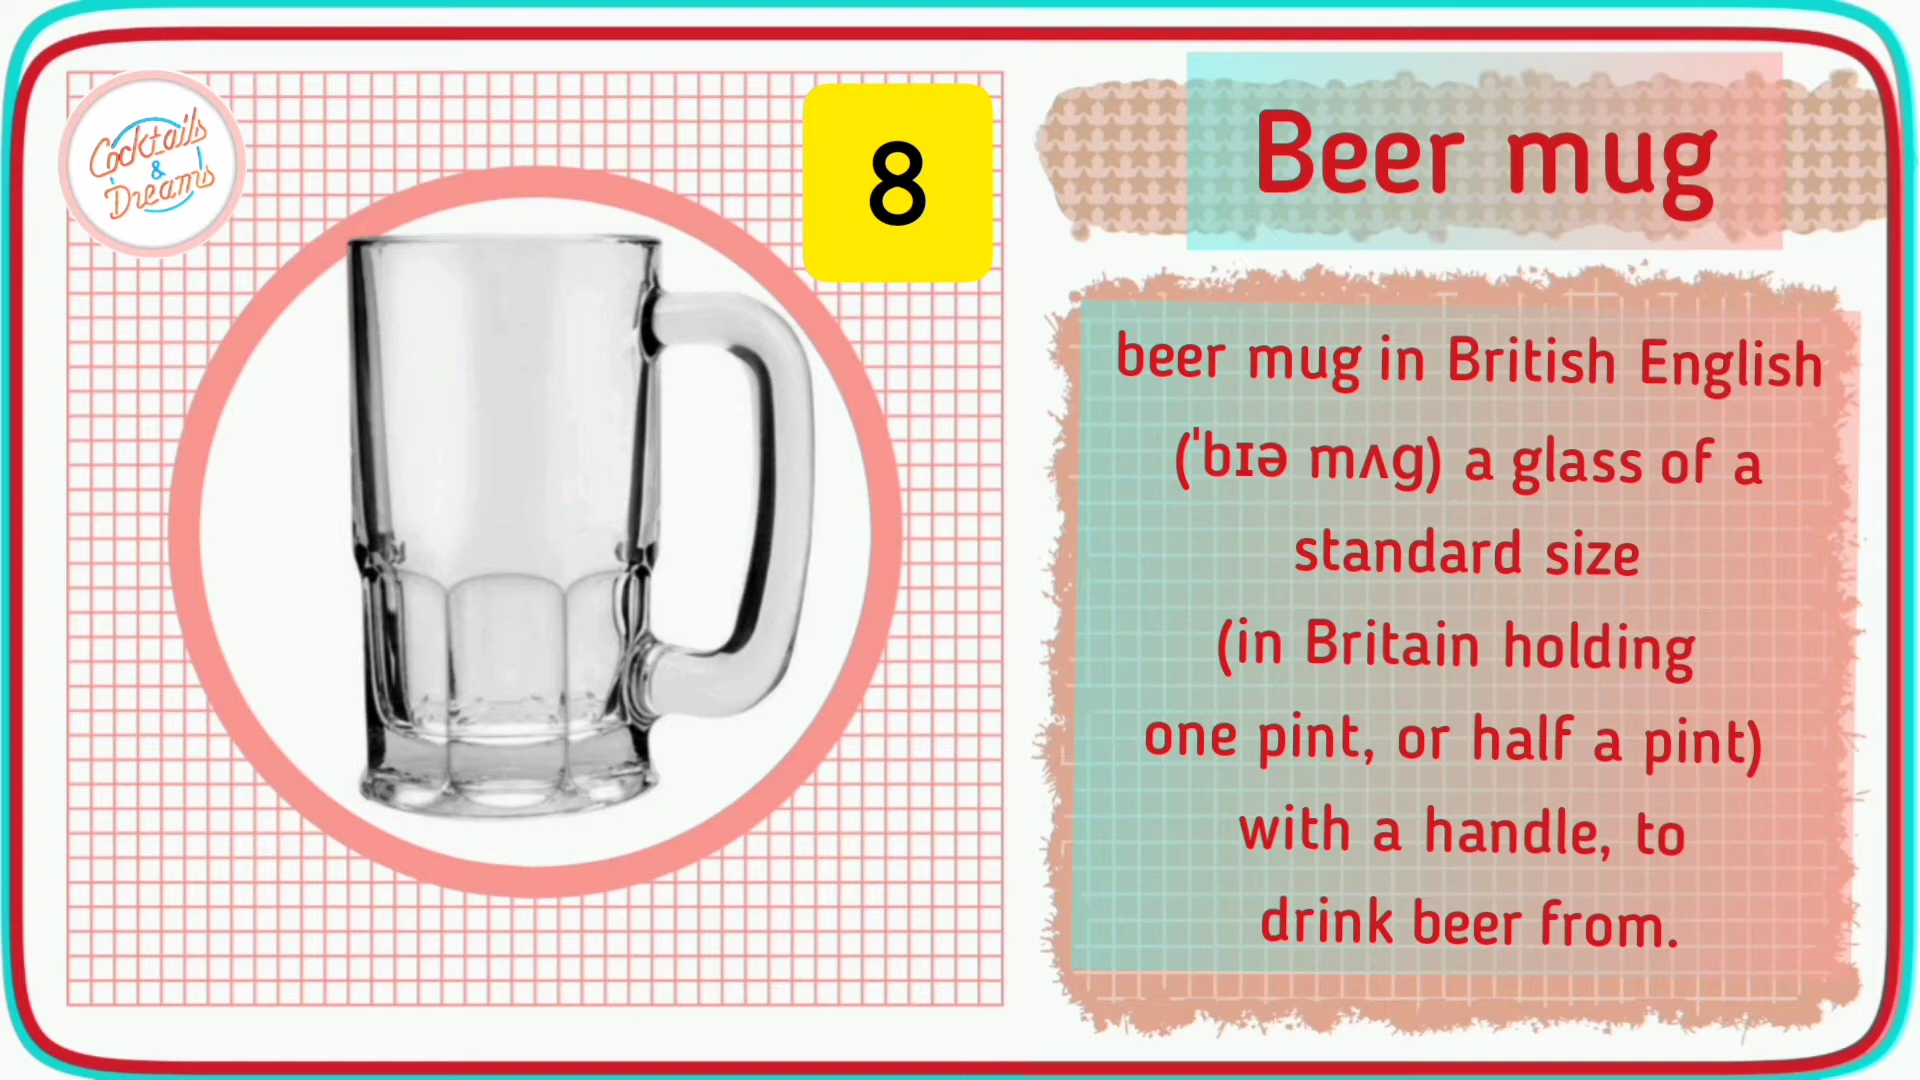 Cocktails
&
Dreams
8
Beer mug
beer mug in British English
(ˈbɪə mʌg) a glass of a
standard size
(in Britain holding
one pint, or half a pint)
with a handle, to
drink beer from.